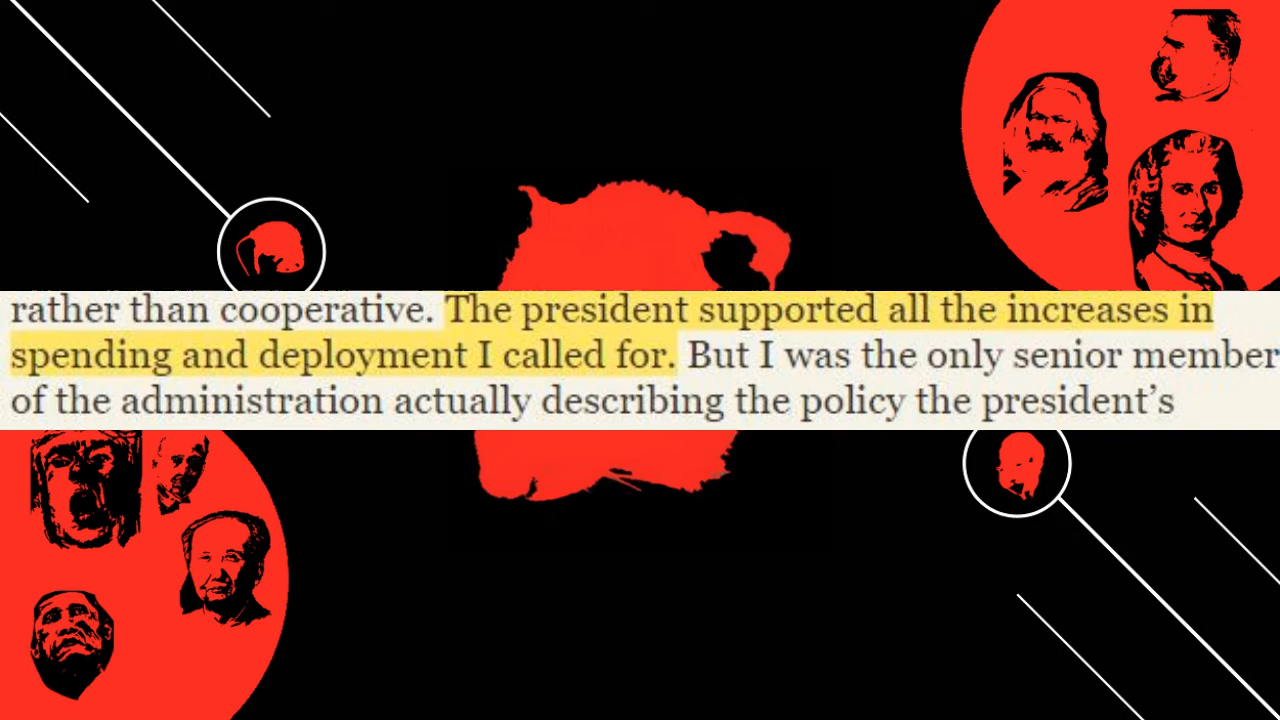 rather than cooperative. The president supported all the increases in
spending and deployment I called for. But I was the only senior member
of the administration actually describing the policy the president’s